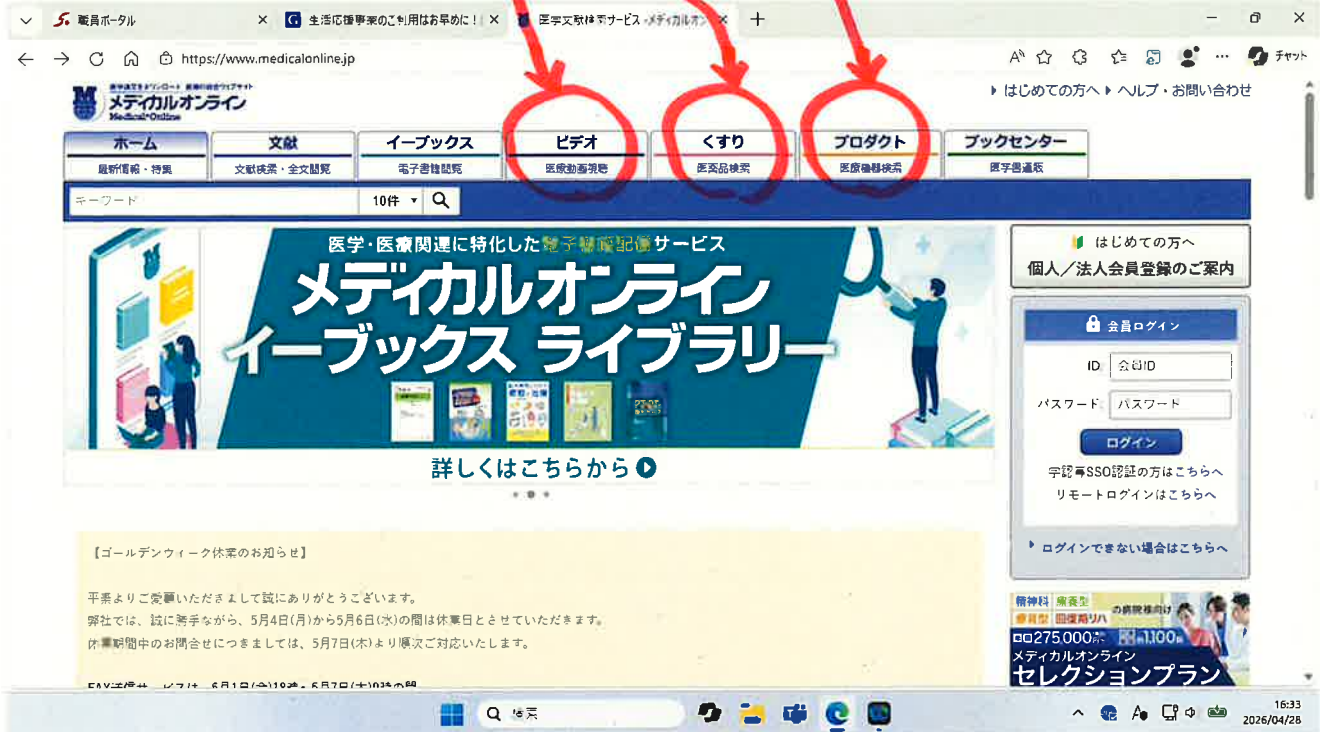 職員ポータル
生活応援事業のご利用はお早めに！
医学文献検索サービス -メディカルオン
https://www.medicalonline.jp
チャット
メディカルオンライン
Medical*Online
はじめての方へ
ヘルプ・お問い合わせ
ホーム
最新情報・特集
文献
文献検索・全文閲覧
イーブックス
電子書籍閲覧
ビデオ
医療動画視聴
くすり
医薬品検索
プロダクト
医療機器検索
ブックセンター
医学書通販
キーワード
10件
医学・医療関連に特化した電子書籍配信サービス
メディカルオンライン
イーブックス ライブラリー
詳しくはこちらから
はじめての方へ
個人／法人会員登録のご案内
会員ログイン
ID
会員ID
パスワード
パスワード
ログイン
学認等SSO認証の方はこちらへ
リモートログインはこちらへ
ログインできない場合はこちらへ
【ゴールデンウィーク休業のお知らせ】
平素よりご愛顧いただきまして誠にありがとうございます。
弊社では、誠に勝手ながら、5月4日(月)から5月6日(水)の間は休業日とさせていただきます。
休業期間中のお問合せにつきましては、5月7日(木)より順次ご対応いたします。
精神科 療養型
回復期リハ
の病院様向け
275,000
1,100
メディカルオンライン
セレクションプラン
検索
16:33
2026/04/28